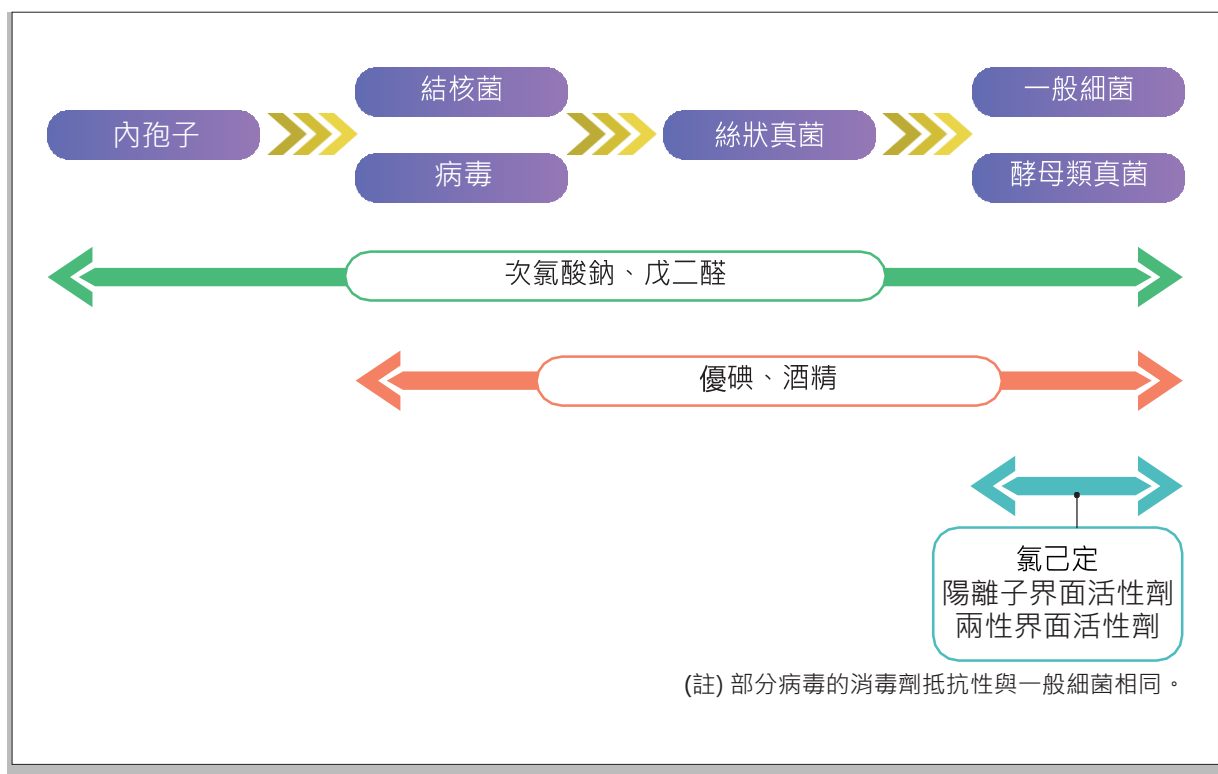 內孢子
結核菌
病毒
絲狀真菌
一般細菌
酵母類真菌
次氯酸鈉、戊二醛
優碘、酒精
氯己定
陽離子界面活性劑
兩性界面活性劑
(註) 部分病毒的消毒劑抵抗性與一般細菌相同。